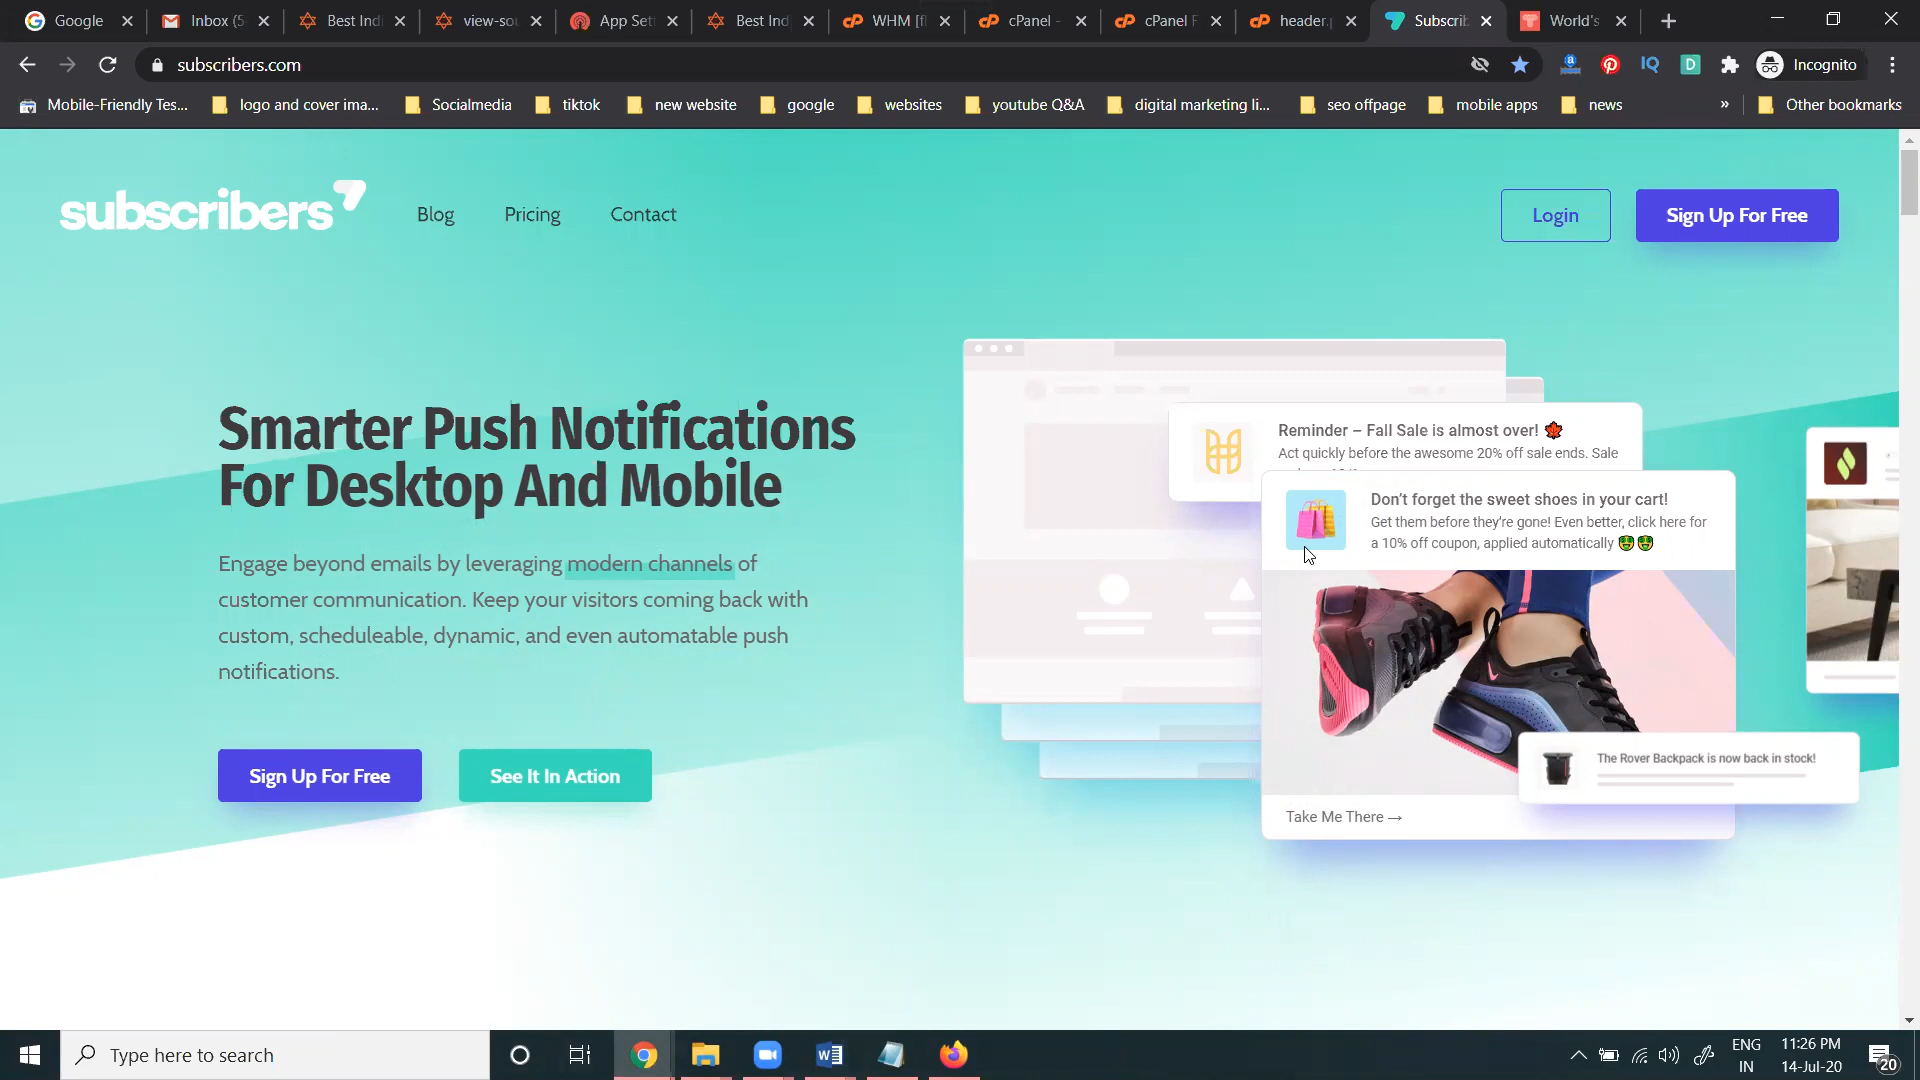 Google
Inbox (5
Best Indi
view-sou
App Sett
Best Ind
WHM [f
cPanel -
cPanel F
header.p
Subscrib
World's
subscribers.com
Incognito
Mobile-Friendly Tes...
logo and cover ima...
Socialmedia
tiktok
new website
google
websites
youtube Q&A
digital marketing li...
seo offpage
mobile apps
news
»
Other bookmarks
subscribers
Blog
Pricing
Contact
Login
Sign Up For Free
Smarter Push Notifications
For Desktop And Mobile
Engage beyond emails by leveraging modern channels of
customer communication. Keep your visitors coming back with
custom, scheduleable, dynamic, and even automatable push
notifications.
Sign Up For Free
See It In Action
Reminder – Fall Sale is almost over! 🍁
Act quickly before the awesome 20% off sale ends. Sale
Don't forget the sweet shoes in your cart!
Get them before they're gone! Even better, click here for
a 10% off coupon, applied automatically 🤑🤑
The Rover Backpack is now back in stock!
Take Me There →
Type here to search
ENG
IN
11:26 PM
14-Jul-20
20